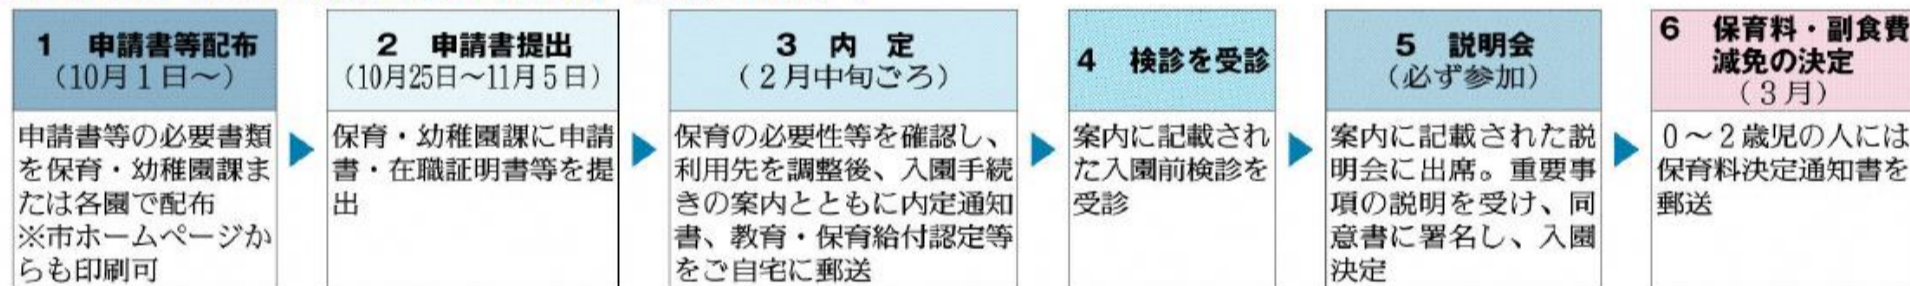 1 申請書等配布
（10月1日～）
申請書等の必要書類
を保育・幼稚園課ま
たは各園で配布
※市ホームページか
らも印刷可
2 申請書提出
（10月25日～11月5日）
保育・幼稚園課に申請
書・在職証明書等を提
出
3 内 定
（2月中旬ごろ）
保育の必要性等を確認し、
利用先を調整後、入園手続
きの案内とともに内定通知
書、教育・保育給付認定等
をご自宅に郵送
4 検診を受診
案内に記載され
た入園前検診を
受診
5 説明会
（必ず参加）
案内に記載された説
明会に出席。重要事
項の説明を受け、同
意書に署名し、入園
決定
6 保育料・副食費
減免の決定
（3月）
0～2歳児の人には
保育料決定通知書を
郵送